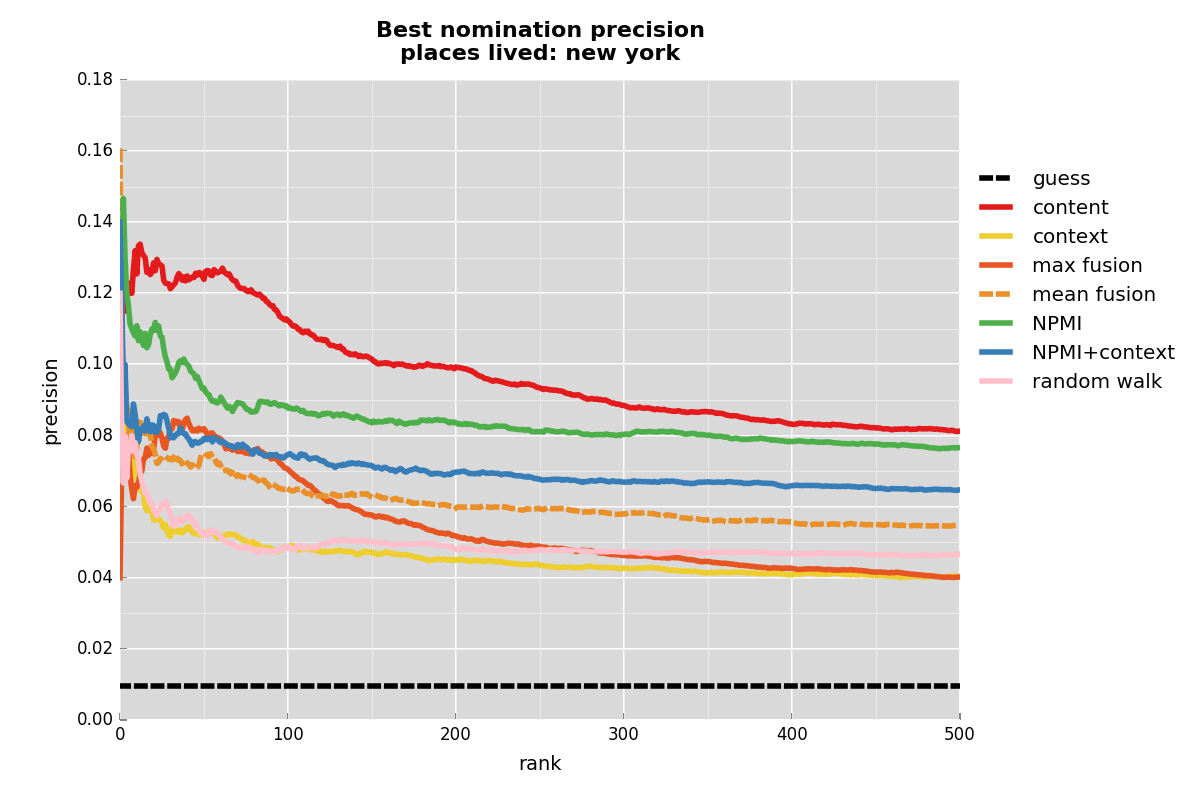 Best nomination precision
places lived: new york
0.18
0.16
0.14
0.12
0.10
0.08
0.06
0.04
0.02
0.00
precision
0 100 200 300 400 500
rank
guess
content
context
max fusion
mean fusion
NPMI
NPMI+context
random walk